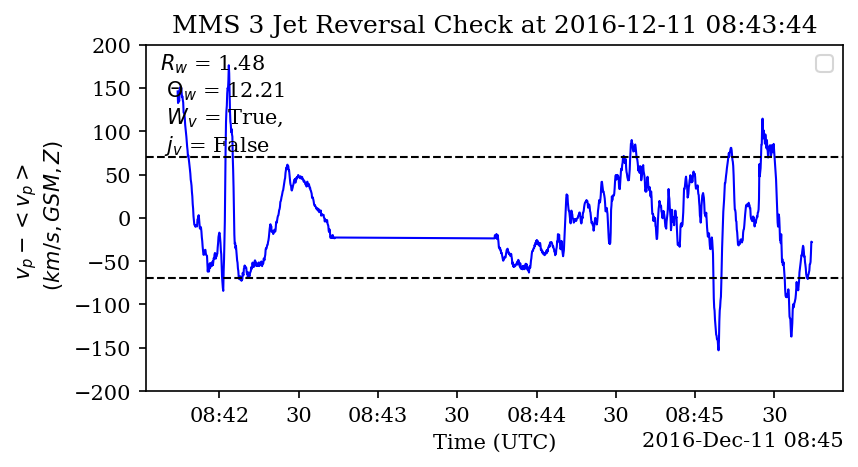 MMS 3 Jet Reversal Check at 2016-12-11 08:43:44
R_w = 1.48
Θ_w = 12.21
W_v = True,
j_v = False
v_p − < v_p >
(km/s, GSM, Z)
200
150
100
50
0
−50
−100
−150
−200
08:42 30 08:43 30 08:44 30 08:45 30
Time (UTC)
2016-Dec-11 08:45